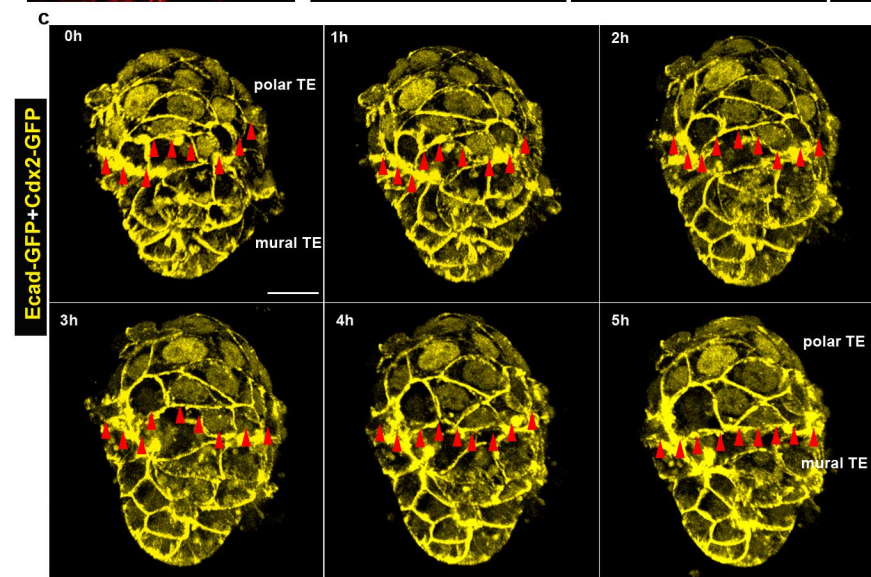 c
Ecad-GFP+Cdx2-GFP
0h
polar TE
mural TE
1h
2h
3h
4h
5h
polar TE
mural TE